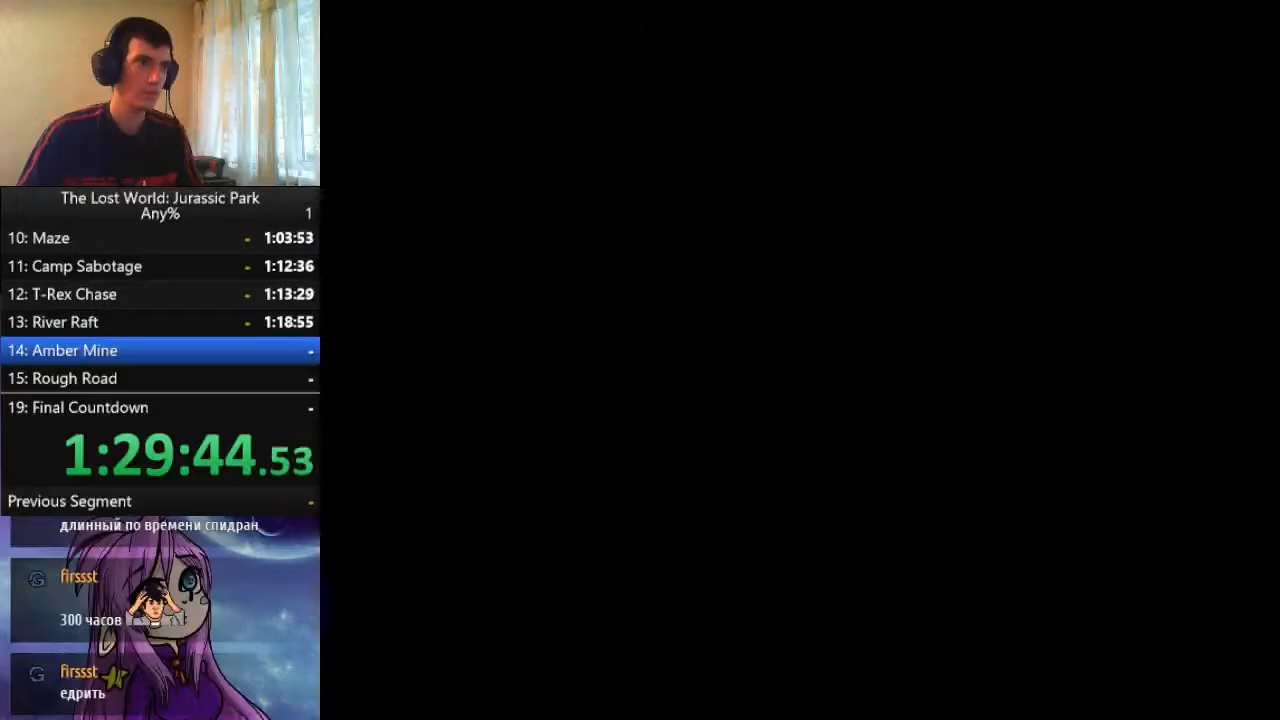 The Lost World: Jurassic Park
Any% 1
10: Maze - 1:03:53
11: Camp Sabotage - 1:12:36
12: T-Rex Chase - 1:13:29
13: River Raft - 1:18:55
14: Amber Mine -
15: Rough Road -
19: Final Countdown -
1:29:44.53
Previous Segment -
длинный по времени спидран
firssst
300 часов
firssst
едрить